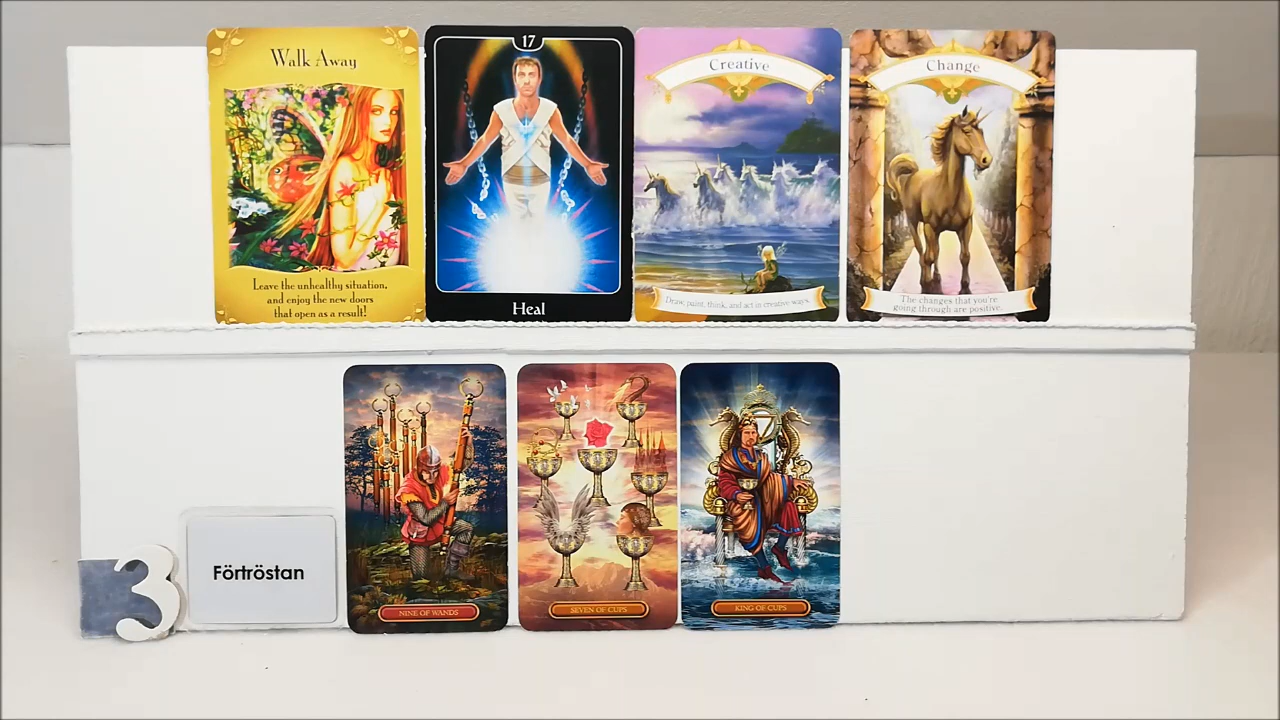 Walk Away
Leave the unhealthy situation,
and enjoy the new doors
that open as a result!
17
Heal
Creative
Draw, paint, think, and act in creative ways.
Change
The changes that you're
going through are positive.
3
Förtröstan
NINE OF WANDS
SEVEN OF CUPS
KING OF CUPS